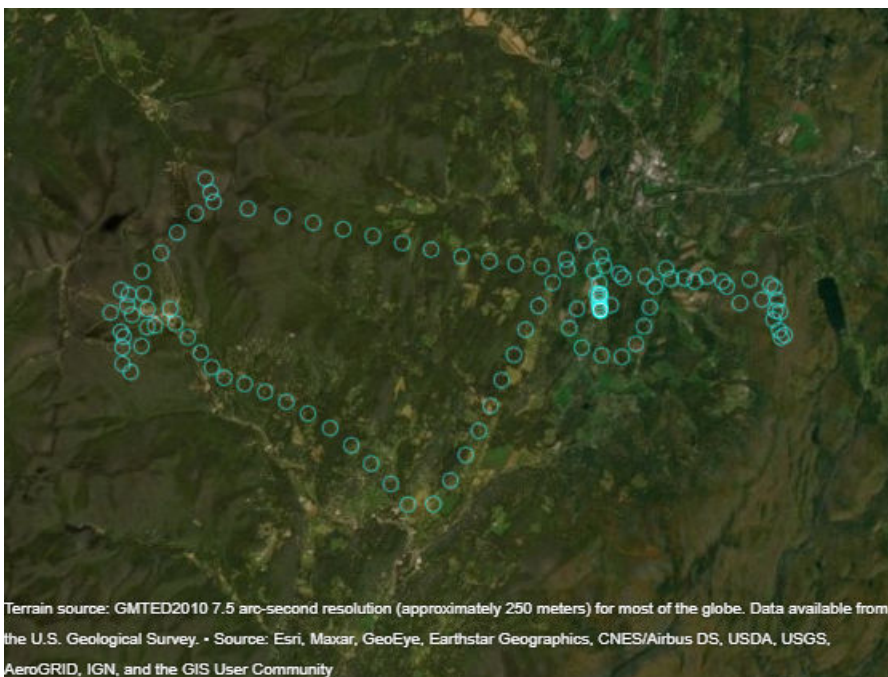 Terrain source: GMTED2010 7.5 arc-second resolution (approximately 250 meters) for most of the globe. Data available from
the U.S. Geological Survey. • Source: Esri, Maxar, GeoEye, Earthstar Geographics, CNES/Airbus DS, USDA, USGS,
AeroGRID, IGN, and the GIS User Community